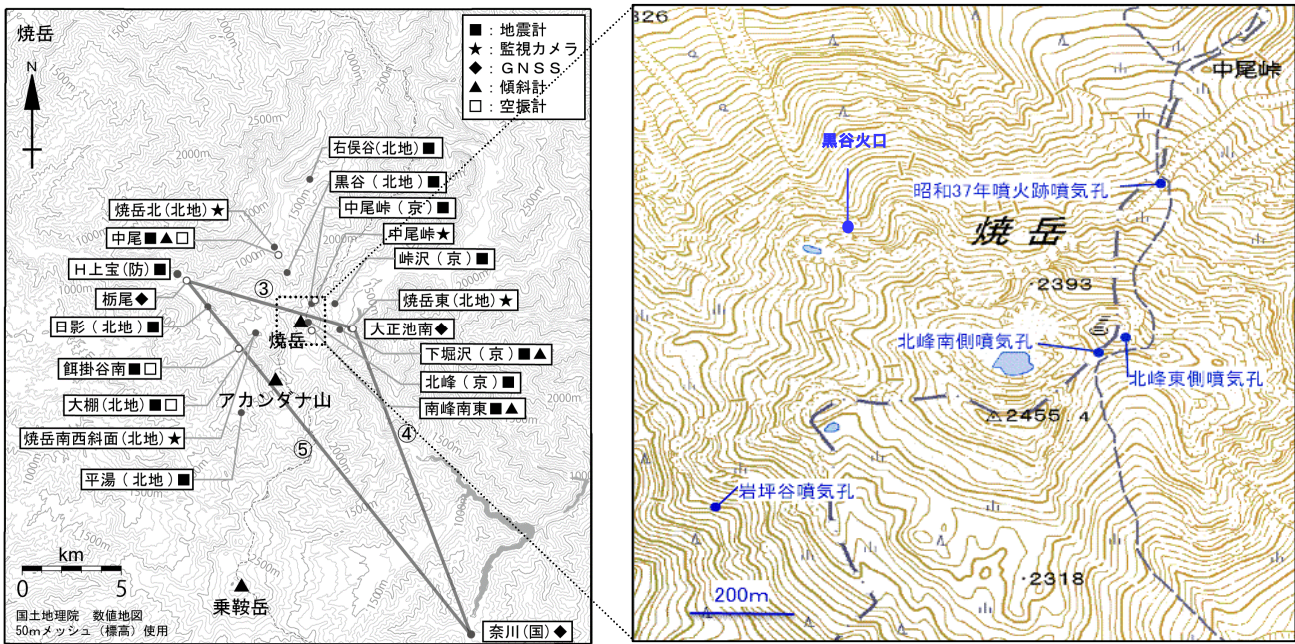 焼岳
N
■：地震計
★：監視カメラ
◆：ＧＮＳＳ
▲：傾斜計
□：空振計
右俣谷(北地)■
黒谷（北地）■
中尾峠（京）■
焼岳北(北地)★
中尾■▲□
中尾峠★
峠沢（京）■
H上宝(防)■
栃尾◆
焼岳東(北地)★
日影（北地）■
大正池南◆
焼岳
下堀沢（京）■▲
餌掛谷南■□
北峰（京）■
大棚(北地)■□
南峰南東■▲
アカンダナ山
焼岳南西斜面(北地)★
平湯（北地）■
③
④
⑤
2500m
2000m
1500m
1000m
km
0 5
乗鞍岳
国土地理院　数値地図
50mメッシュ（標高）使用
奈川(国)◆
826
中尾峠
黒谷火口
昭和37年噴火跡噴気孔
焼岳
・2393
北峰南側噴気孔
北峰東側噴気孔
2455.4
岩坪谷噴気孔
・2318
200m